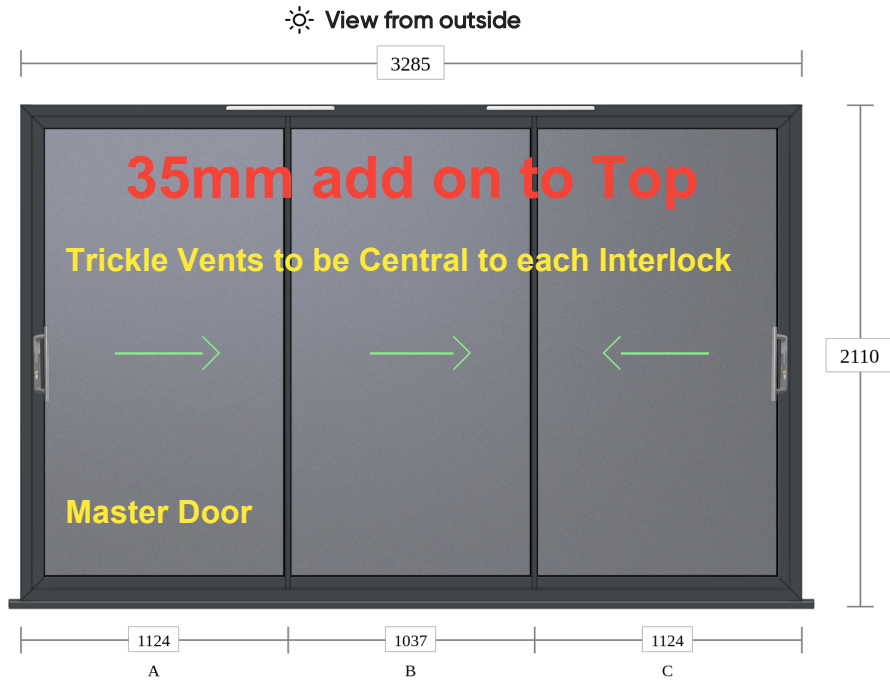 View from outside
3285
35mm add on to Top
Trickle Vents to be Central to each Interlock
2110
Master Door
1124 1037 1124
A B C